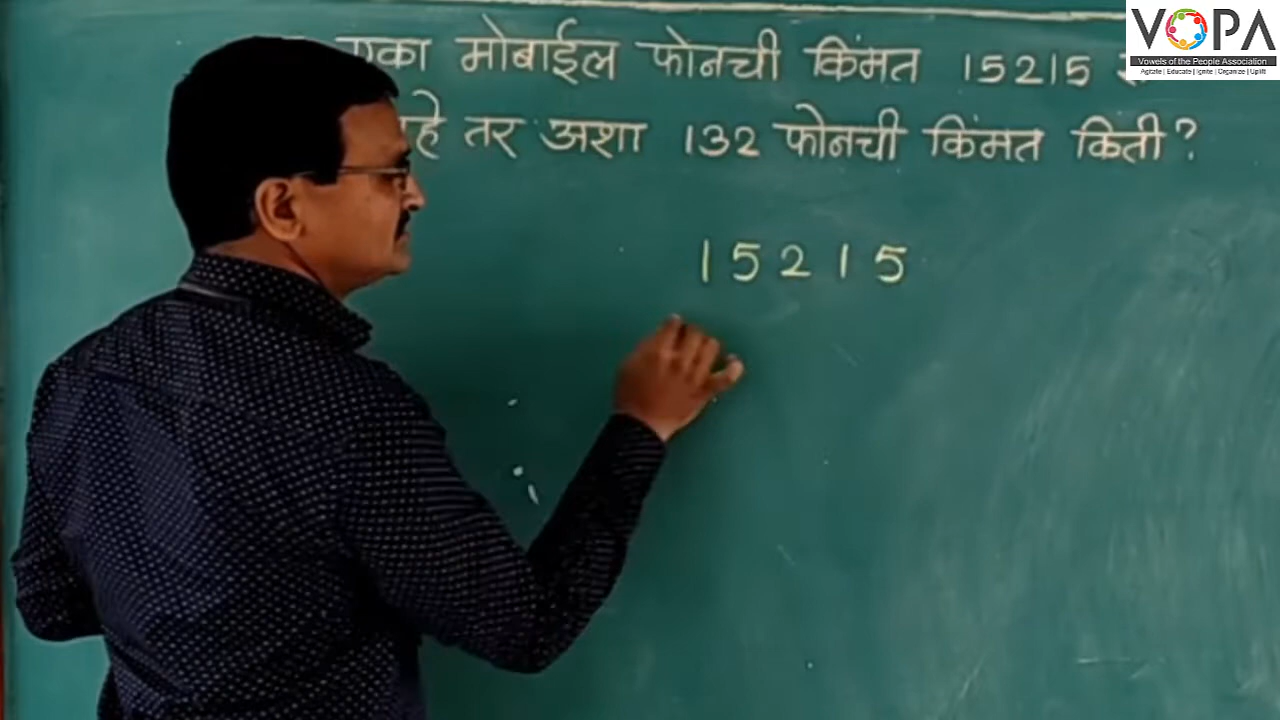 एका मोबाईल फोनची किंमत 15215
तर अशा 132 फोनची किंमत किती?
15215
VOPA
Vowels of the People Association
Agitate | Educate | Ignite | Organize | Uplift